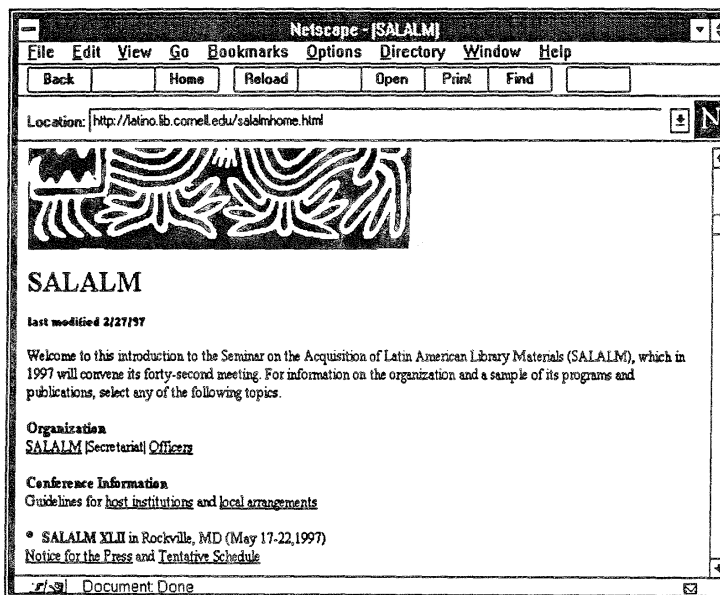 Netscape - [SALALM]
File Edit View Go Bookmarks Options Directory Window Help
Back Home Reload Open Print Find
Location: http://latino.lib.cornell.edu/salalmhome.html
N
SALALM
last modified 2/27/97
Welcome to this introduction to the Seminar on the Acquisition of Latin American Library Materials (SALALM), which in
1997 will convene its forty-second meeting. For information on the organization and a sample of its programs and
publications, select any of the following topics.
Organization
SALALM |Secretariat| Officers
Conference Information
Guidelines for host institutions and local arrangements
• SALALM XLII in Rockville, MD (May 17-22,1997)
Notice for the Press and Tentative Schedule
Document: Done